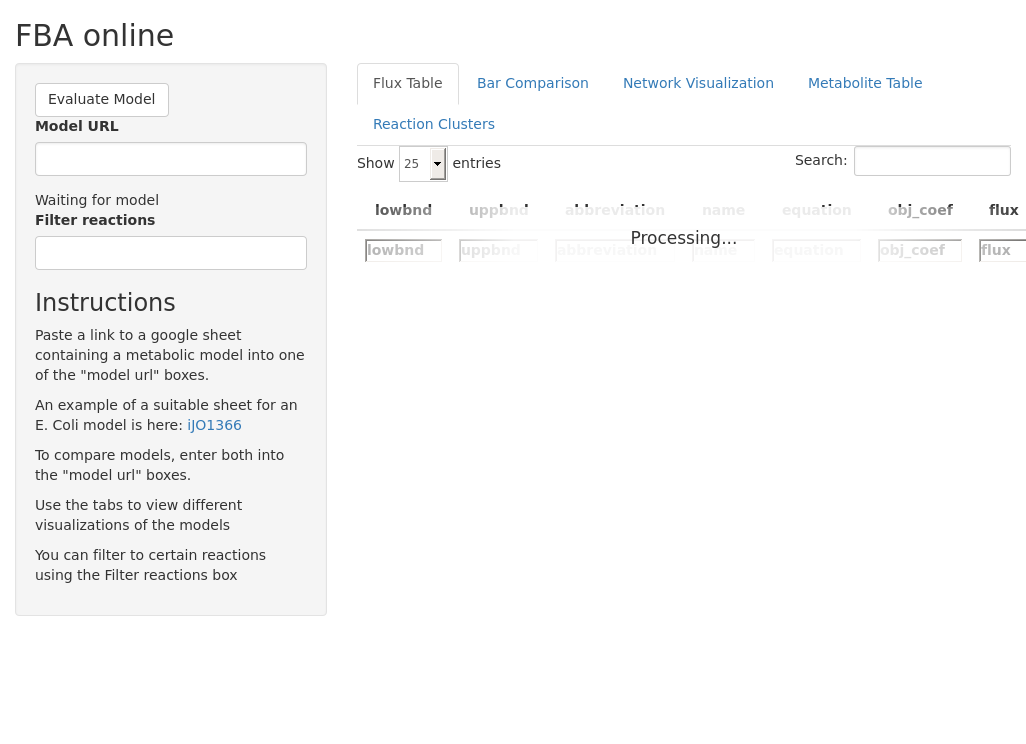 FBA online
Evaluate Model
Model URL
Waiting for model
Filter reactions
Instructions
Paste a link to a google sheet
containing a metabolic model into one
of the "model url" boxes.
An example of a suitable sheet for an
E. Coli model is here: iJO1366
To compare models, enter both into
the "model url" boxes.
Use the tabs to view different
visualizations of the models
You can filter to certain reactions
using the Filter reactions box
Flux Table Bar Comparison Network Visualization Metabolite Table
Reaction Clusters
Show 25 entries Search:
lowbnd uppbnd abbreviation name equation obj_coef flux
Processing...
lowbnd uppbnd abbreviation name equation obj_coef flux